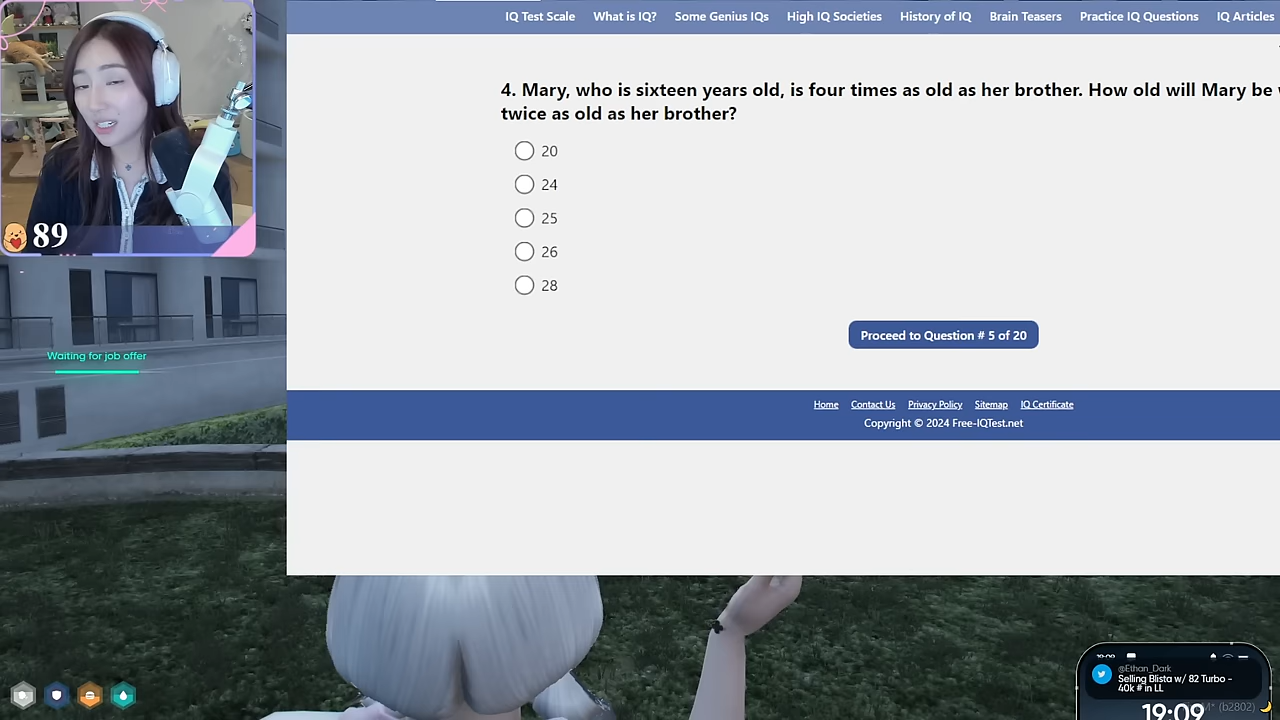 IQ Test Scale What is IQ? Some Genius IQs High IQ Societies History of IQ Brain Teasers Practice IQ Questions IQ Articles
4. Mary, who is sixteen years old, is four times as old as her brother. How old will Mary be
twice as old as her brother?
20
24
25
26
28
Proceed to Question # 5 of 20
Home Contact Us Privacy Policy Sitemap IQ Certificate
Copyright © 2024 Free-IQTest.net
89
Waiting for job offer
19:09
@Ethan_Dark
Selling Blista w/ 82 Turbo -
40k # in LL
19:09
(b2802)